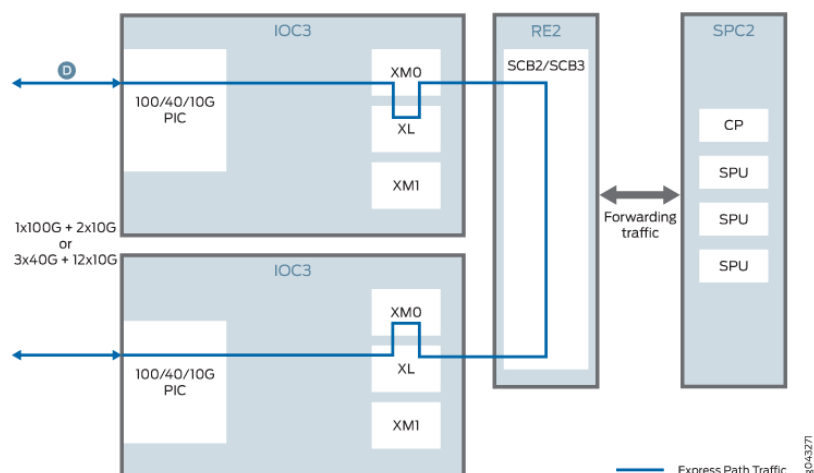 IOC3
RE2
SPC2
D
XM0
SCB2/SCB3
100/40/10G
PIC
XL
CP
SPU
XM1
SPU
Forwarding
traffic
1x100G + 2x10G
or
3x40G + 12x10G
SPU
IOC3
XM0
100/40/10G
PIC
XL
XM1
Express Path Traffic
g043271